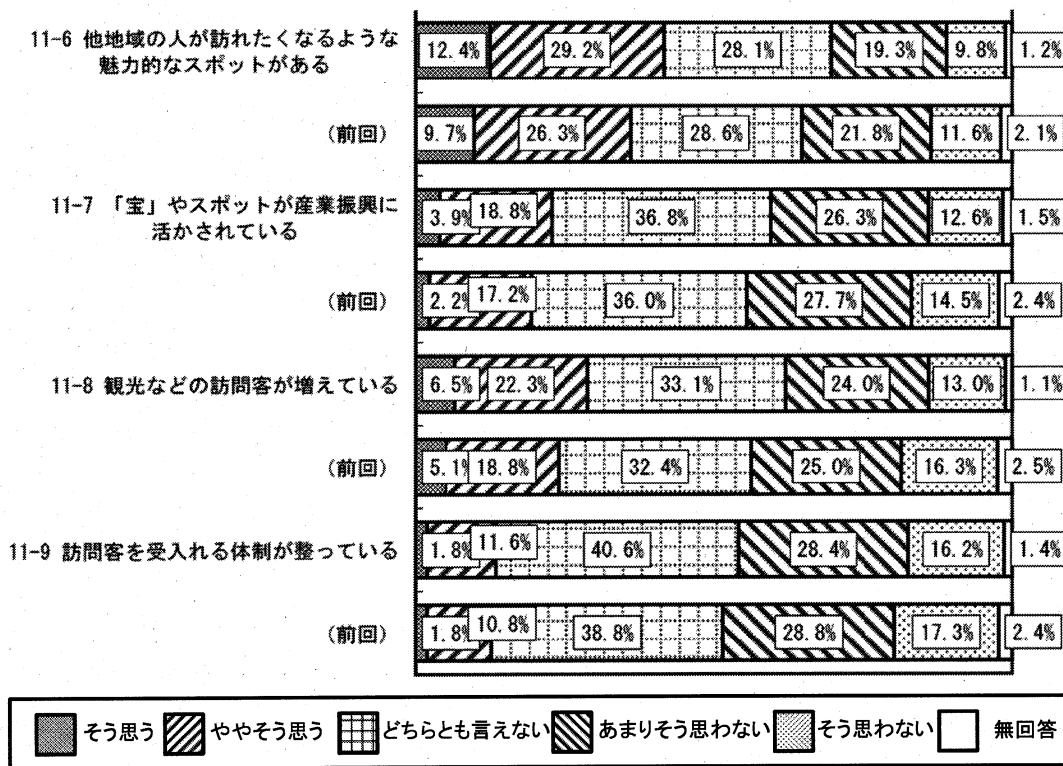 11-6 他地域の人が訪れたくなるような
魅力的なスポットがある
12.4% 29.2% 28.1% 19.3% 9.8% 1.2%
(前回) 9.7% 26.3% 28.6% 21.8% 11.6% 2.1%
11-7 「宝」やスポットが産業振興に
活かされている
3.9% 18.8% 36.8% 26.3% 12.6% 1.5%
(前回) 2.2% 17.2% 36.0% 27.7% 14.5% 2.4%
11-8 観光などの訪問客が増えている 6.5% 22.3% 33.1% 24.0% 13.0% 1.1%
(前回) 5.1% 18.8% 32.4% 25.0% 16.3% 2.5%
11-9 訪問客を受入れる体制が整っている 1.8% 11.6% 40.6% 28.4% 16.2% 1.4%
(前回) 1.8% 10.8% 38.8% 28.8% 17.3% 2.4%
そう思う ややそう思う どちらとも言えない あまりそう思わない そう思わない 無回答